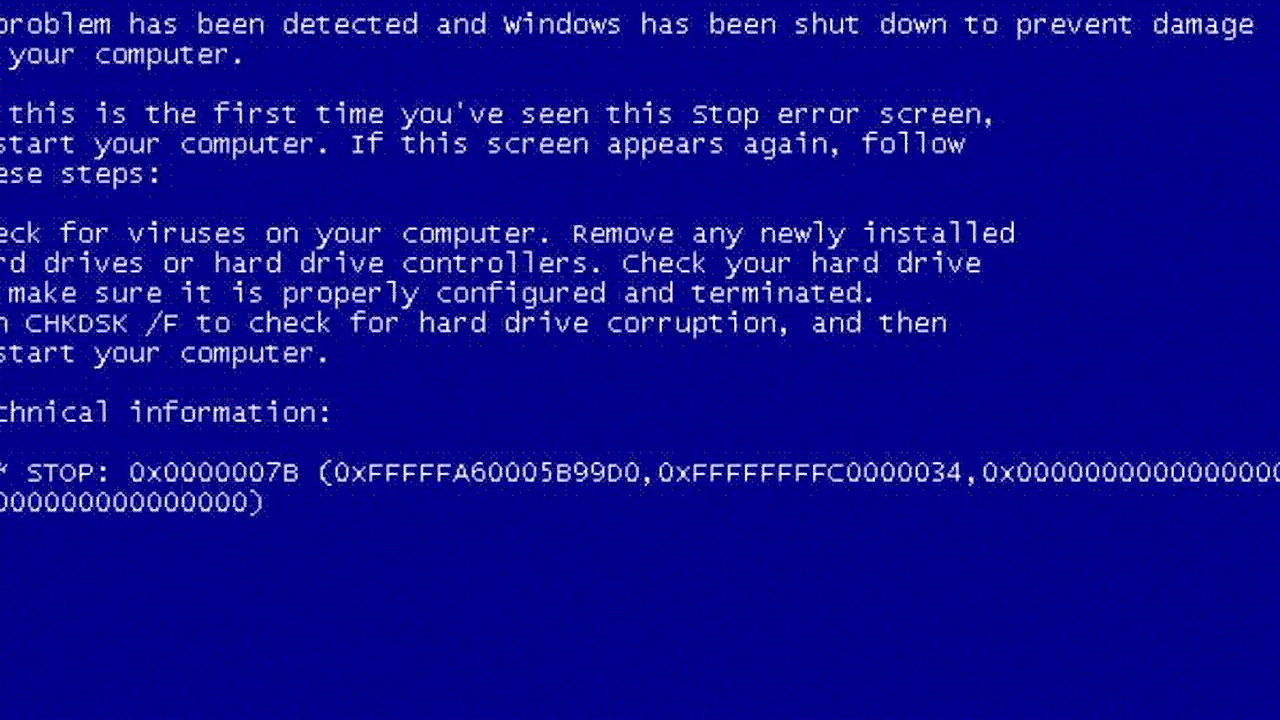 problem has been detected and Windows has been shut down to prevent damage
your computer.
this is the first time you've seen this Stop error screen,
start your computer. If this screen appears again, follow
ese steps:
eck for viruses on your computer. Remove any newly installed
rd drives or hard drive controllers. Check your hard drive
make sure it is properly configured and terminated.
n CHKDSK /F to check for hard drive corruption, and then
start your computer.
chnical information:
* STOP: 0x0000007B (0xFFFFFA60005B99D0,0xFFFFFFFFC0000034,0x0000000000000000
000000000000000)